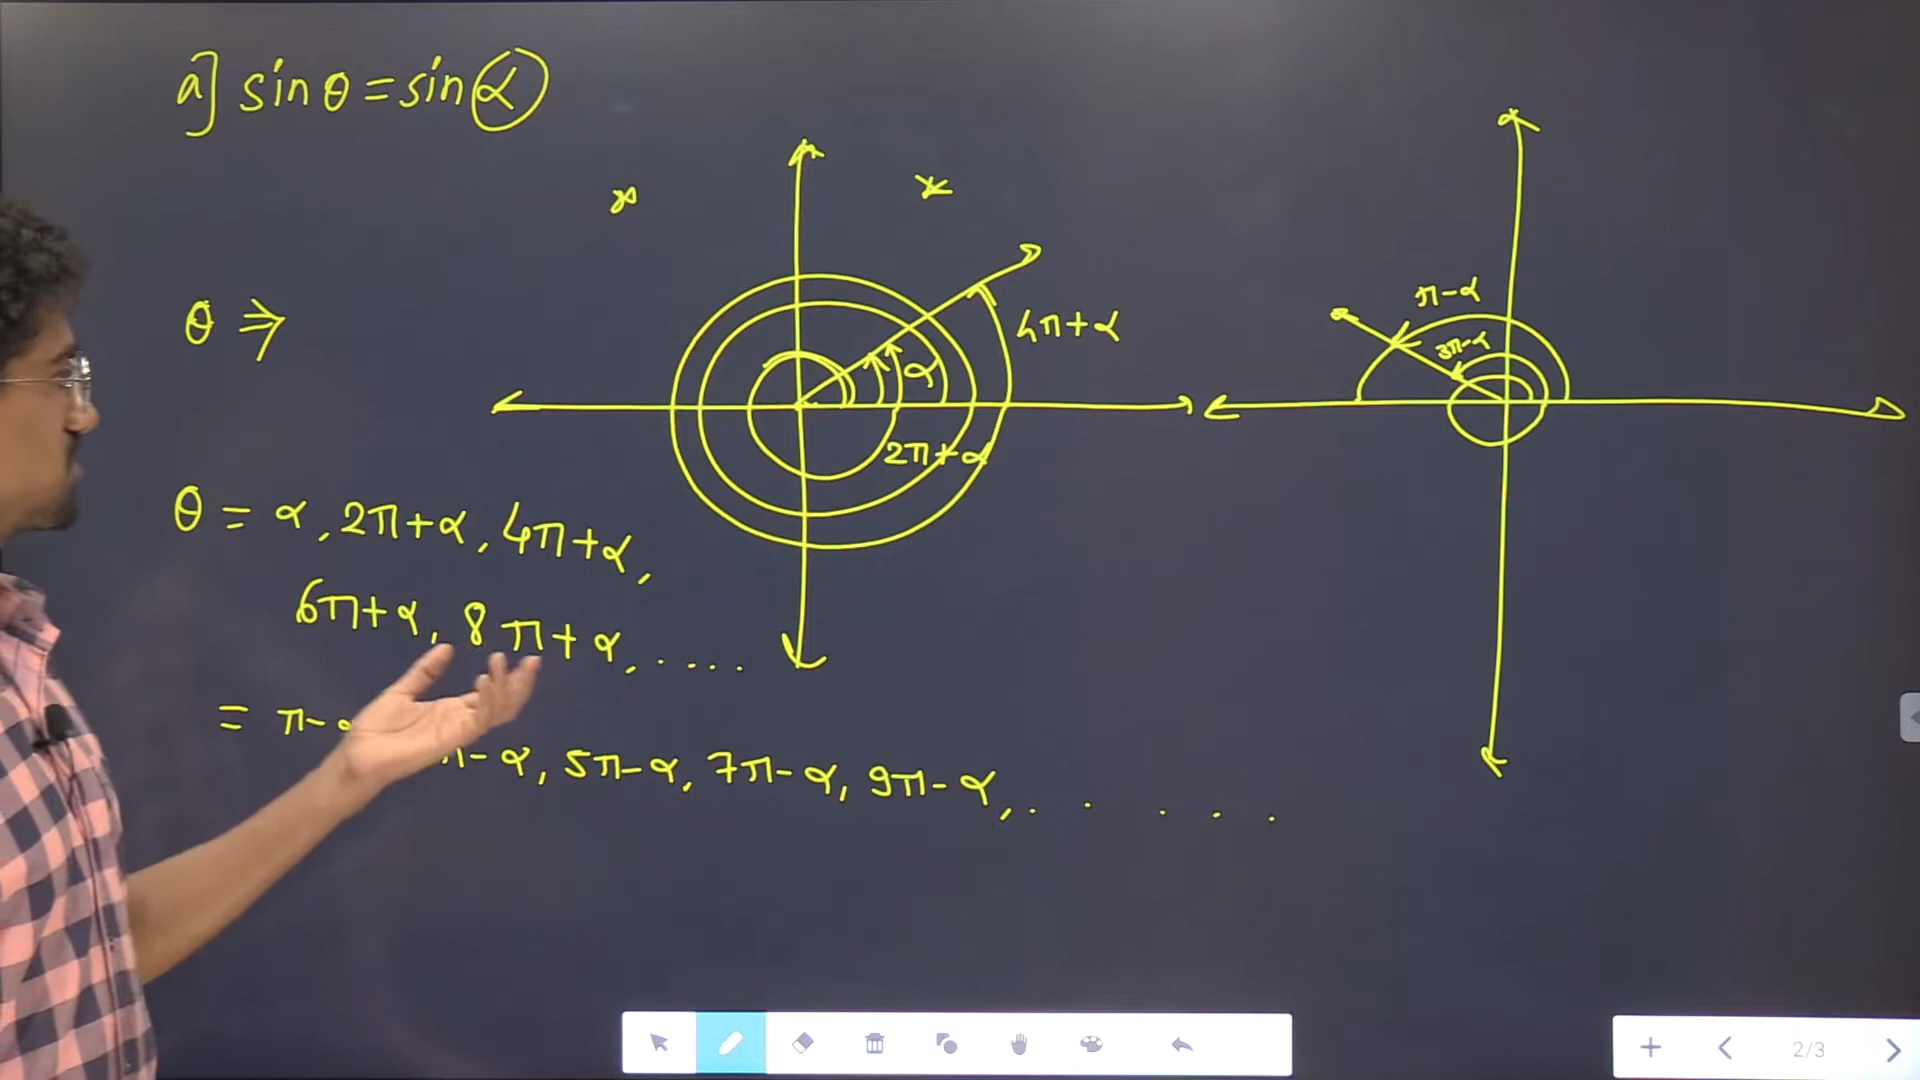 a] sin θ = sin α
θ ⇒
4π+α
α
2π+α
π-α
3π-α
θ = α, 2π+α, 4π+α,
6π+α, 8π+α, ....
= π-α
π-α, 5π-α, 7π-α, 9π-α, . . . . .
2/3